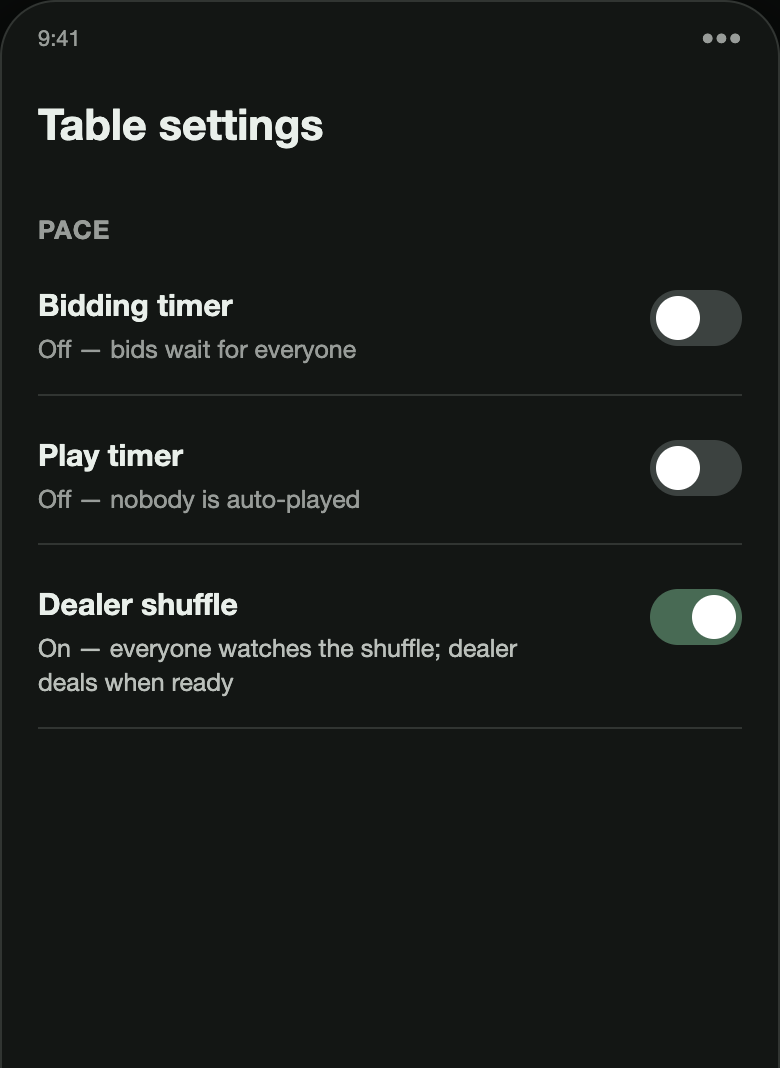 9:41
Table settings
PACE
Bidding timer
Off — bids wait for everyone
Play timer
Off — nobody is auto-played
Dealer shuffle
On — everyone watches the shuffle; dealer
deals when ready